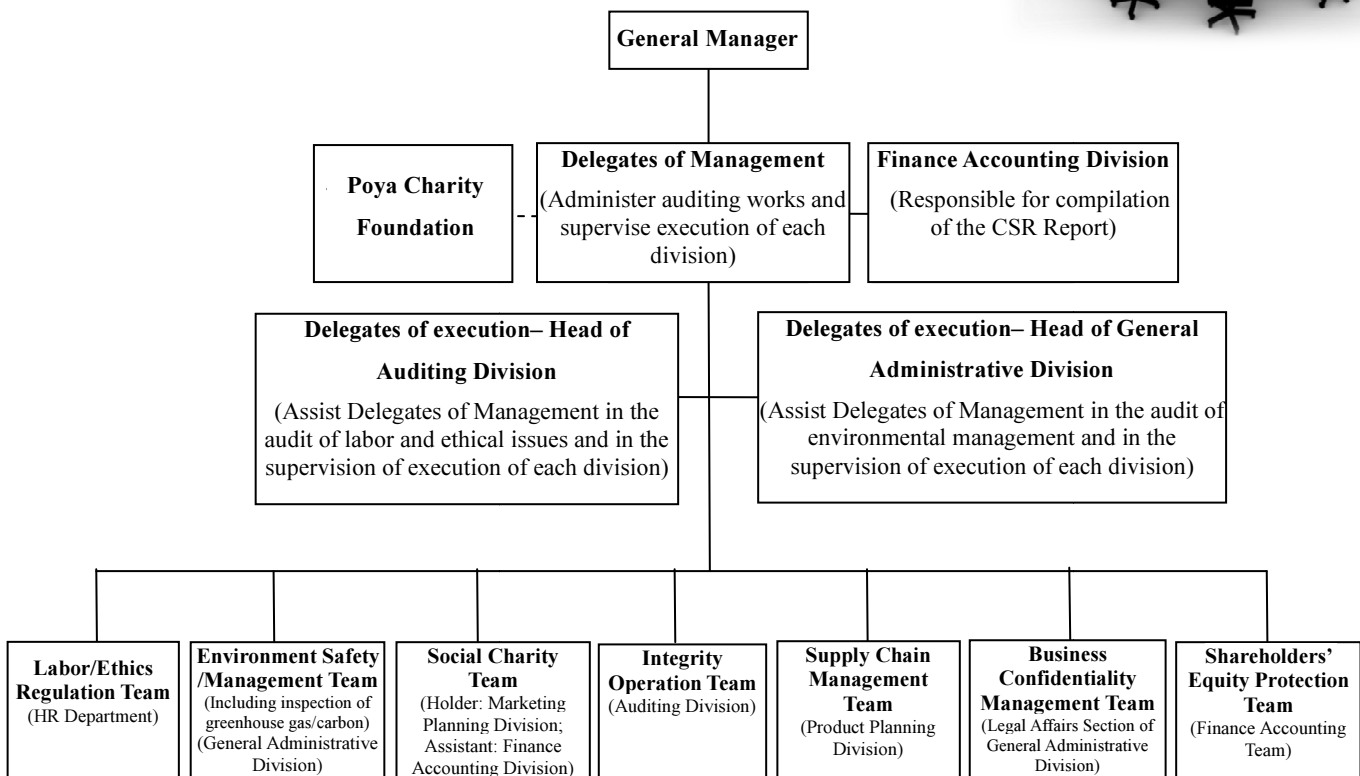 General Manager
Poya Charity
Foundation
Delegates of Management
(Administer auditing works and
supervise execution of each
division)
Finance Accounting Division
(Responsible for compilation
of the CSR Report)
Delegates of execution– Head of
Auditing Division
(Assist Delegates of Management in the
audit of labor and ethical issues and in the
supervision of execution of each division)
Delegates of execution– Head of General
Administrative Division
(Assist Delegates of Management in the audit of
environmental management and in the
supervision of execution of each division)
Labor/Ethics
Regulation Team
(HR Department)
Environment Safety
/Management Team
(Including inspection of
greenhouse gas/carbon)
(General Administrative
Division)
Social Charity
Team
(Holder: Marketing
Planning Division;
Assistant: Finance
Accounting Division)
Integrity
Operation Team
(Auditing Division)
Supply Chain
Management
Team
(Product Planning
Division)
Business
Confidentiality
Management Team
(Legal Affairs Section of
General Administrative
Division)
Shareholders’
Equity Protection
Team
(Finance Accounting
Team)